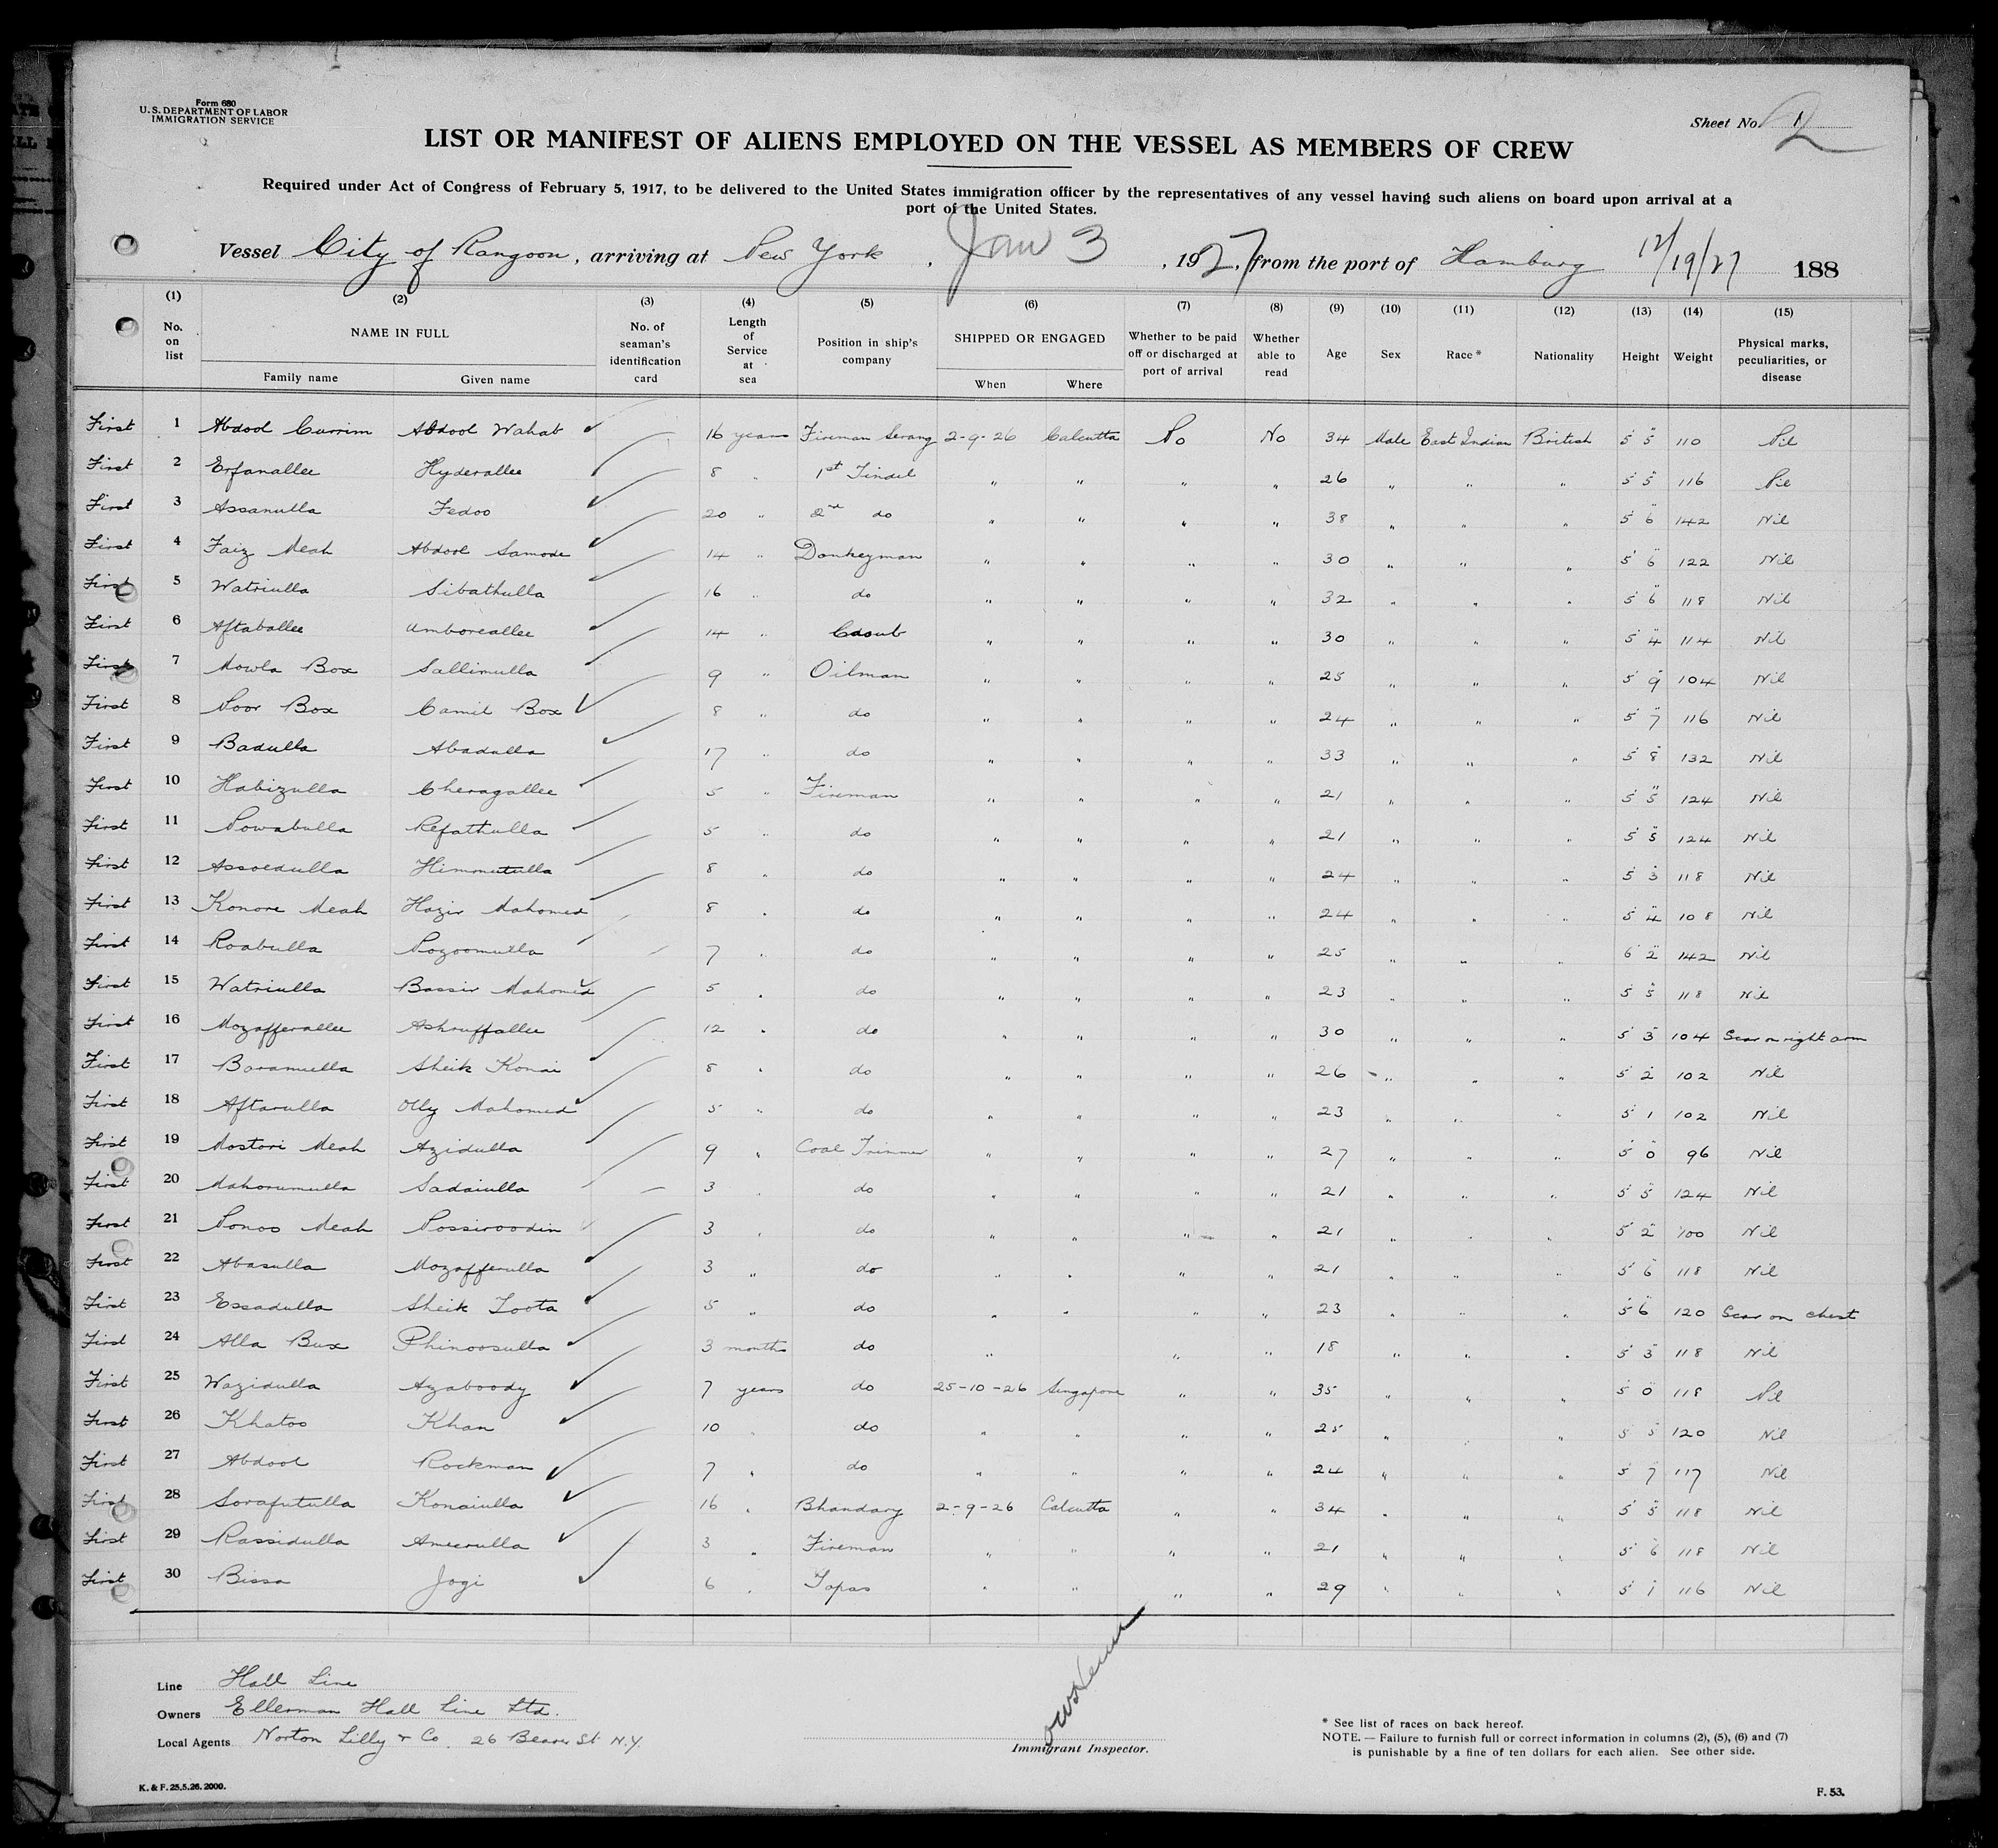 Form 680
U. S. DEPARTMENT OF LABOR
IMMIGRATION SERVICE
Sheet No. 2
LIST OR MANIFEST OF ALIENS EMPLOYED ON THE VESSEL AS MEMBERS OF CREW
Required under Act of Congress of February 5, 1917, to be delivered to the United States immigration officer by the representatives of any vessel having such aliens on board upon arrival at a
port of the United States.
Vessel City of Rangoon, arriving at New York, Jan 3, 1927, from the port of Hamburg 12/19/27 188
(1) (2) (3) (4) (5) (6) (7) (8) (9) (10) (11) (12) (13) (14) (15)
No. on list NAME IN FULL Family name Given name No. of seaman's identification card Length of Service at sea Position in ship's company SHIPPED OR ENGAGED When Where Whether to be paid off or discharged at port of arrival Whether able to read Age Sex Race * Nationality Height Weight Physical marks, peculiarities, or disease
First 1 Abdool Currim Abdool Wahab 16 years Fireman Serang 2-9-26 Calcutta No No 34 Male East Indian British 5' 5" 110 Nil
First 2 Erfanallee Hyderallee 8 " 1st Tindel " " " " 26 " " " 5' 5" 116 Nil
First 3 Assanulla Fedoo 20 " 2nd do " " " " 38 " " " 5' 6" 142 Nil
First 4 Faiz Meah Abdool Samode 14 " Donkeyman " " " " 30 " " " 5' 6" 122 Nil
First 5 Watriulla Sibathulla 16 " do " " " " 32 " " " 5' 6" 118 Nil
First 6 Aftaballee Amboreallee 14 " " " " " 30 " " " 5' 4" 114 Nil
First 7 Mowla Box Sallimulla 9 " Oilman " " " " 25 " " " 5' 9" 104 Nil
First 8 Noor Box Camil Box 8 " do " " " " 24 " " " 5' 7" 116 Nil
First 9 Badulla Abadulla 17 " do " " " " 33 " " " 5' 8" 132 Nil
First 10 Habizulla Cheragallee 5 " Fireman " " " " 21 " " " 5' 5" 124 Nil
First 11 Nowabulla Refathulla 5 " do " " " " 21 " " " 5' 5" 124 Nil
First 12 Assoedulla Himmutulla 8 " do " " " " 24 " " " 5' 3" 118 Nil
First 13 Konore Meah Hazir Mahomed 8 " do " " " " 24 " " " 5' 4" 108 Nil
First 14 Roabulla Rozoomulla 7 " do " " " " 25 " " " 6' 2" 142 Nil
First 15 Watriulla Bassir Mahomed 5 " do " " " " 23 " " " 5' 5" 118 Nil
First 16 Mozafferallee Ashruffallee 12 " do " " " " 30 " " " 5' 3" 104 Scar on right arm
First 17 Baramulla Sheik Konai 8 " do " " " " 26 " " " 5' 2" 102 Nil
First 18 Aftarulla Olly Mahomed 5 " do " " " " 23 " " " 5' 1" 102 Nil
First 19 Mostori Meah Azidulla 9 " Coal Trimmer " " " " 27 " " " 5' 0" 96 Nil
First 20 Mahorumulla Sadaiulla 3 " do " " " " 21 " " " 5' 5" 124 Nil
First 21 Nonoo Meah Nossiroodin 3 " do " " " " 21 " " " 5' 2" 100 Nil
First 22 Abasulla Mozafferulla 3 " do " " " " 21 " " " 5' 6" 118 Nil
First 23 Essadulla Sheik Toota 5 " do " " " " 23 " " " 5' 6" 120 Scar on chest
First 24 Alla Bux Phinoosulla 3 months do " " " 18 " " " 5' 3" 118 Nil
First 25 Wazidulla Azaboody 7 years do 25-10-26 Singapore " " 35 " " " 5' 0" 118 Nil
First 26 Khatoo Khan 10 " do " " " " 25 " " " 5' 5" 120 Nil
First 27 Abdool Rockman 7 " do " " " " 24 " " " 5' 7" 117 Nil
First 28 Sorafutulla Konaiulla 16 " Bhandary 2-9-26 Calcutta " " 34 " " " 5' 5" 118 Nil
First 29 Rassidulla Ameerulla 3 " Fireman " " " " 21 " " " 5' 6" 118 Nil
First 30 Bissa Jogi 6 " Topas " " " " 29 " " " 5' 1" 116 Nil
Line Hall Line
Owners Ellerman Hall Line Ltd.
Local Agents Norton Lilly & Co. 26 Beaver St N.Y.
Immigrant Inspector.
* See list of races on back hereof.
NOTE. — Failure to furnish full or correct information in columns (2), (5), (6) and (7)
is punishable by a fine of ten dollars for each alien. See other side.
K. & F. 25.5.26. 2000.
F. 53.